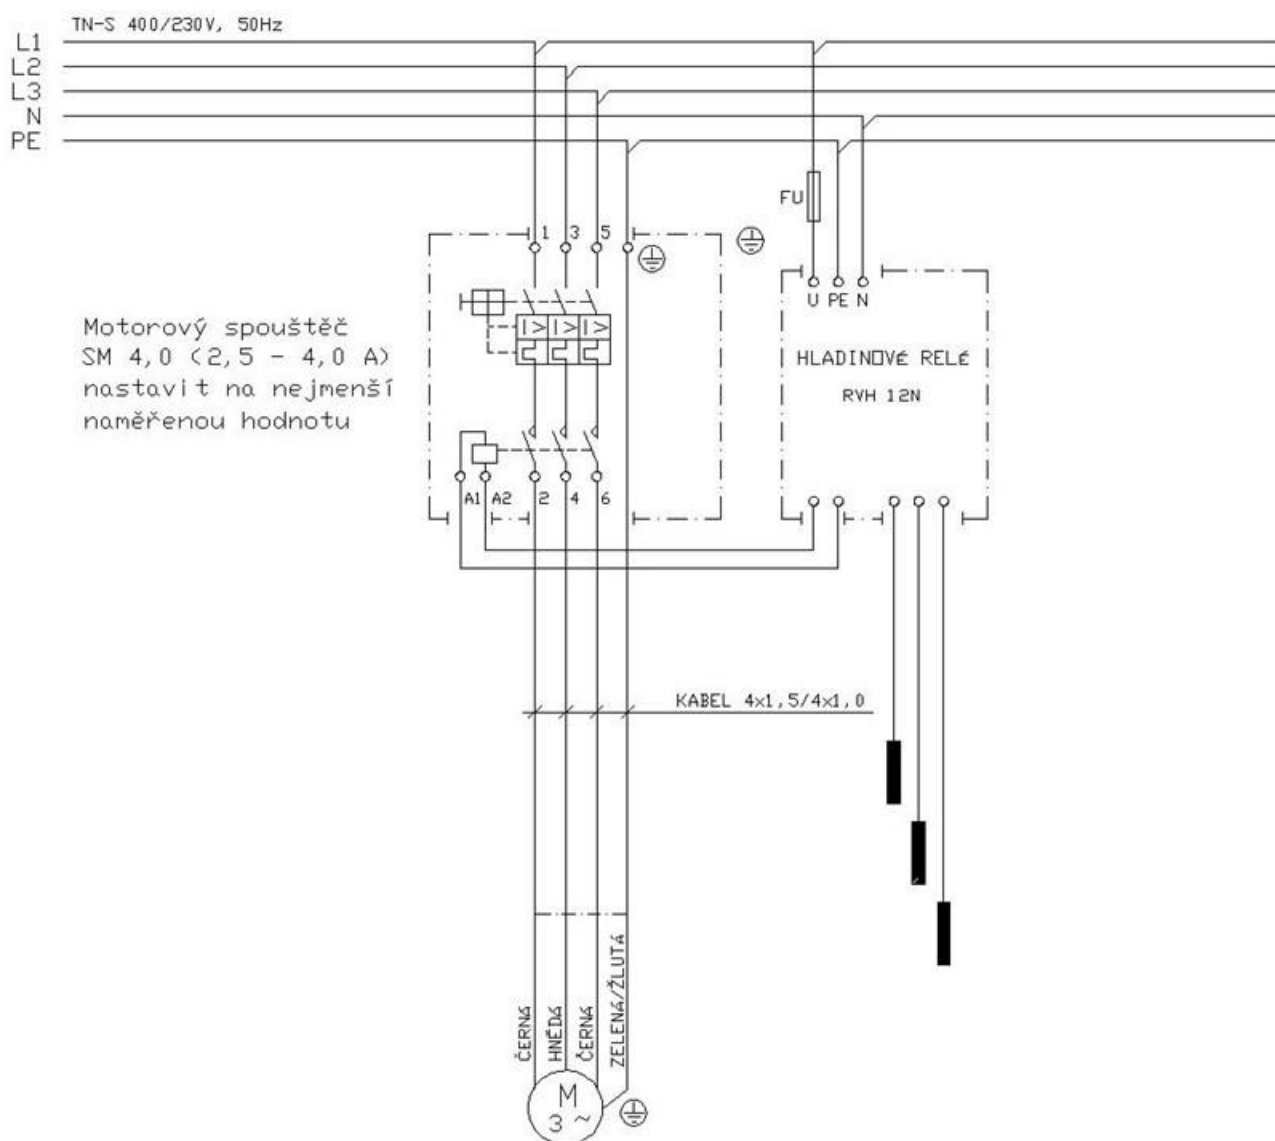 TN-S 400/230V, 50Hz
L1
L2
L3
N
PE
FU
1 3 5
U PE N
Motorový spouštěč
SM 4,0 (2,5 - 4,0 A)
nastavit na nejmenší
naměřenou hodnotu
I> I> I>
HLADINOVÉ RELÉ
RVH 12N
A1 A2 2 4 6
KABEL 4x1,5/4x1,0
ČERNÁ
HNĚDÁ
ČERNÁ
ZELENÁ/ŽLUTÁ
M
3 ~